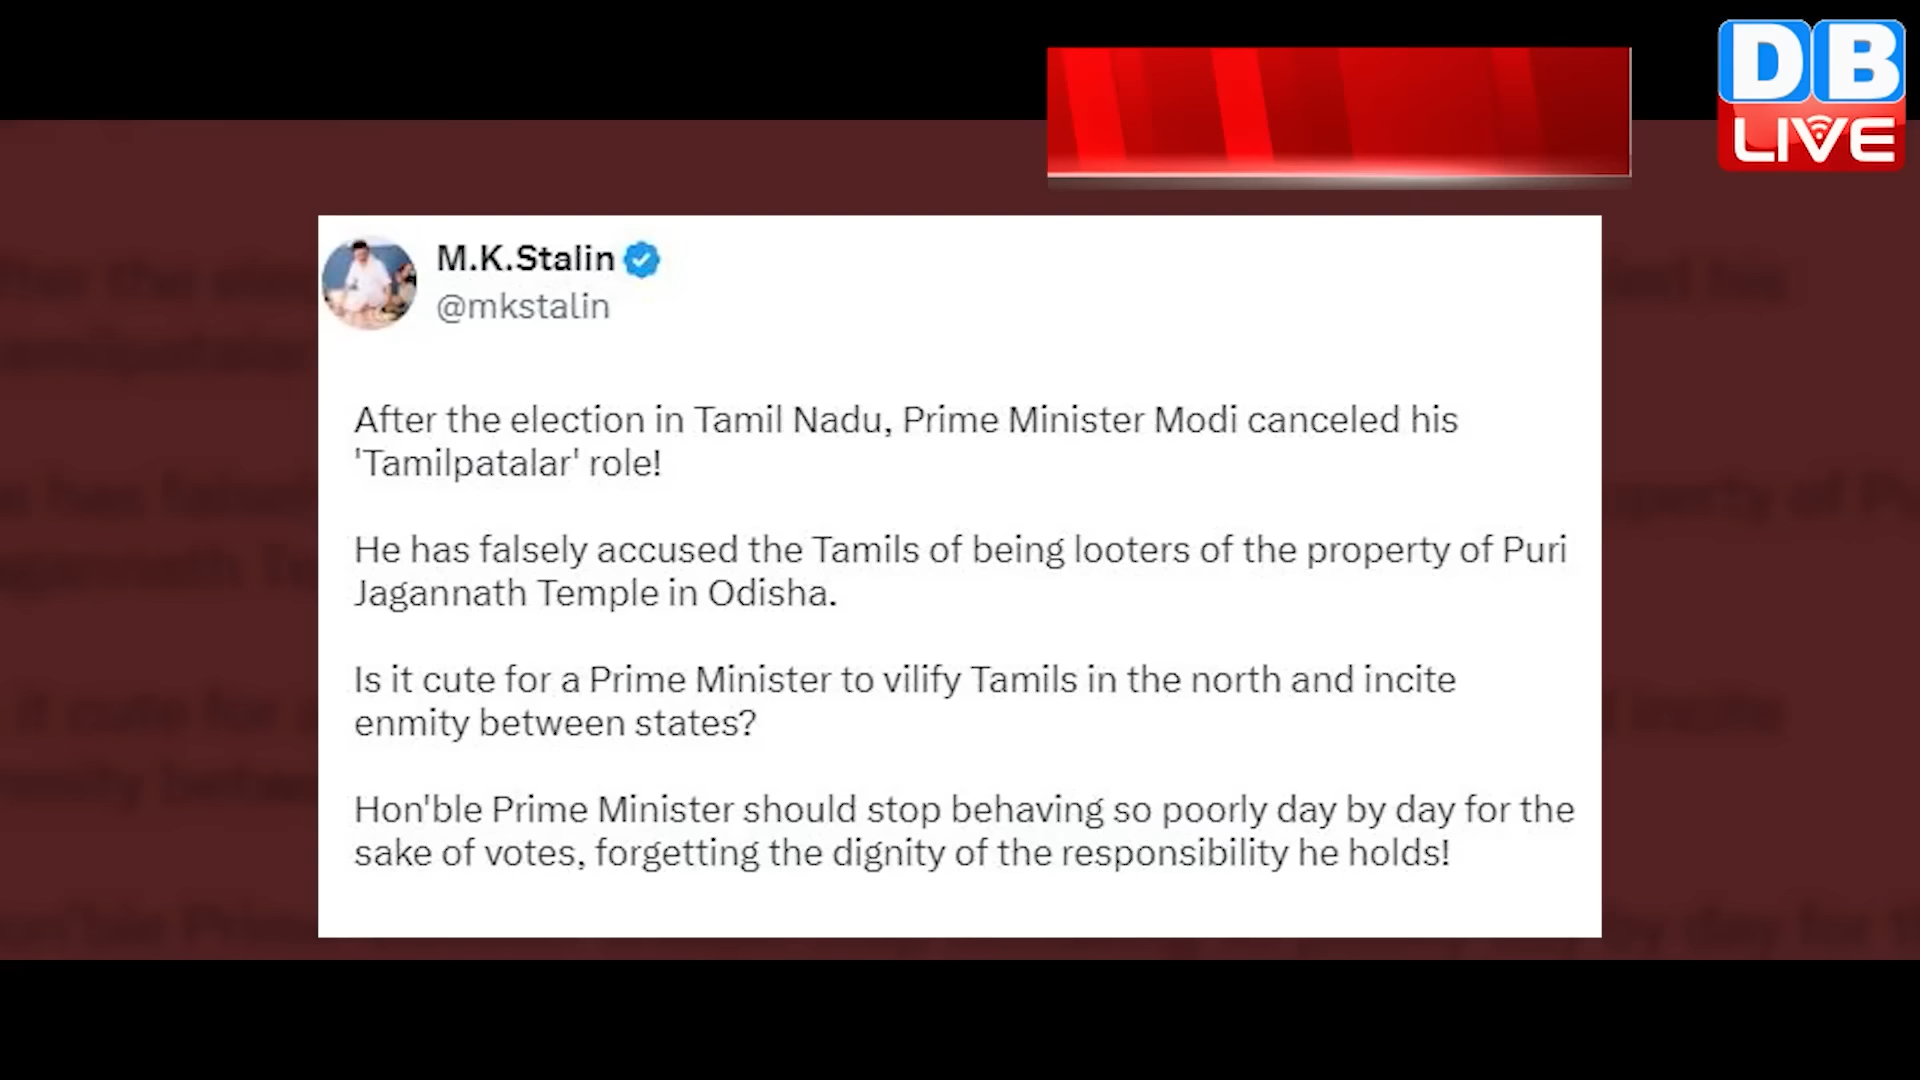 DB
LIVE
M.K.Stalin
@mkstalin
After the election in Tamil Nadu, Prime Minister Modi canceled his
'Tamilpatalar' role!
He has falsely accused the Tamils of being looters of the property of Puri
Jagannath Temple in Odisha.
Is it cute for a Prime Minister to vilify Tamils in the north and incite
enmity between states?
Hon'ble Prime Minister should stop behaving so poorly day by day for the
sake of votes, forgetting the dignity of the responsibility he holds!